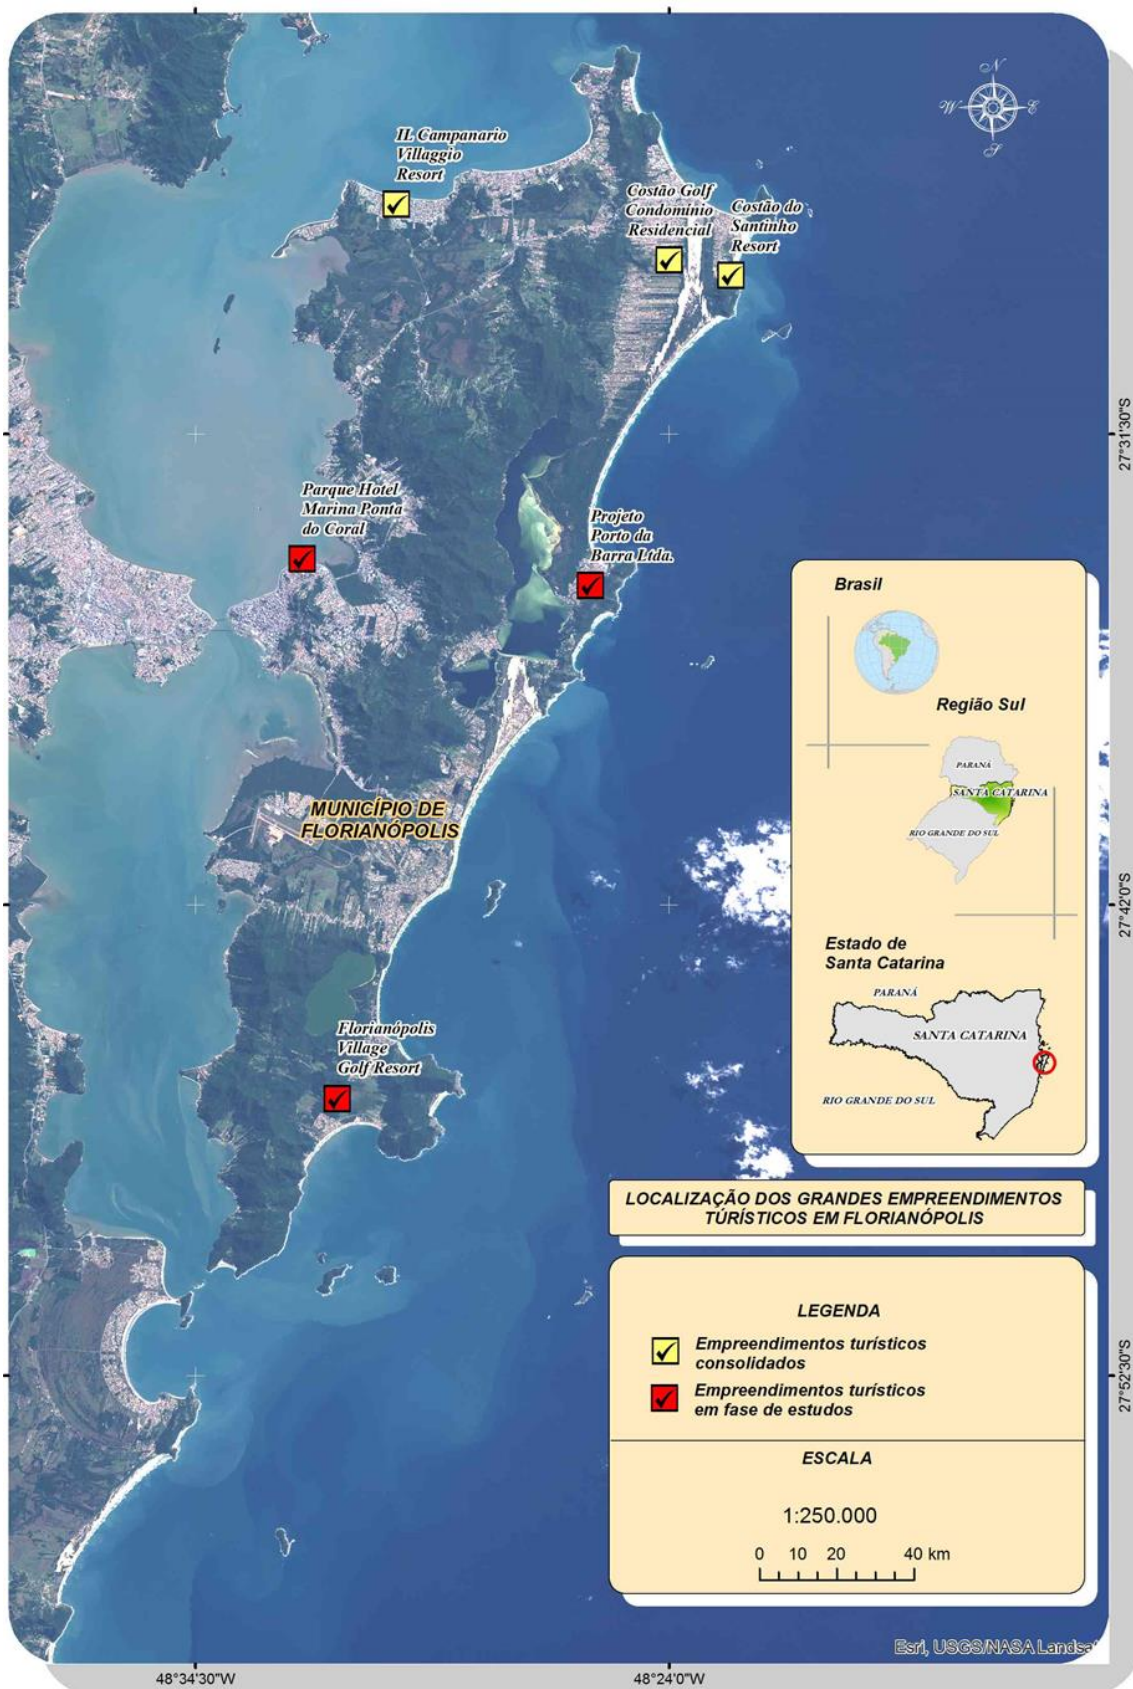 N
W
E
S
IL Campanario
Villaggio
Resort
Costão Golf
Condomínio
Residencial
Costão do
Santinho
Resort
27°31'30"S
Parque Hotel
Marina Ponta
do Coral
Projeto
Porto da
Barra Ltda.
MUNICÍPIO DE
FLORIANÓPOLIS
27°42'0"S
Florianópolis
Village
Golf Resort
Brasil
Região Sul
PARANÁ
SANTA CATARINA
RIO GRANDE DO SUL
Estado de
Santa Catarina
PARANÁ
SANTA CATARINA
RIO GRANDE DO SUL
LOCALIZAÇÃO DOS GRANDES EMPREENDIMENTOS
TÚRÍSTICOS EM FLORIANÓPOLIS
LEGENDA
Empreendimentos turísticos
consolidados
Empreendimentos turísticos
em fase de estudos
27°52'30"S
ESCALA
1:250.000
0 10 20 40 km
Esri, USGS/NASA Landsa
48°34'30"W
48°24'0"W